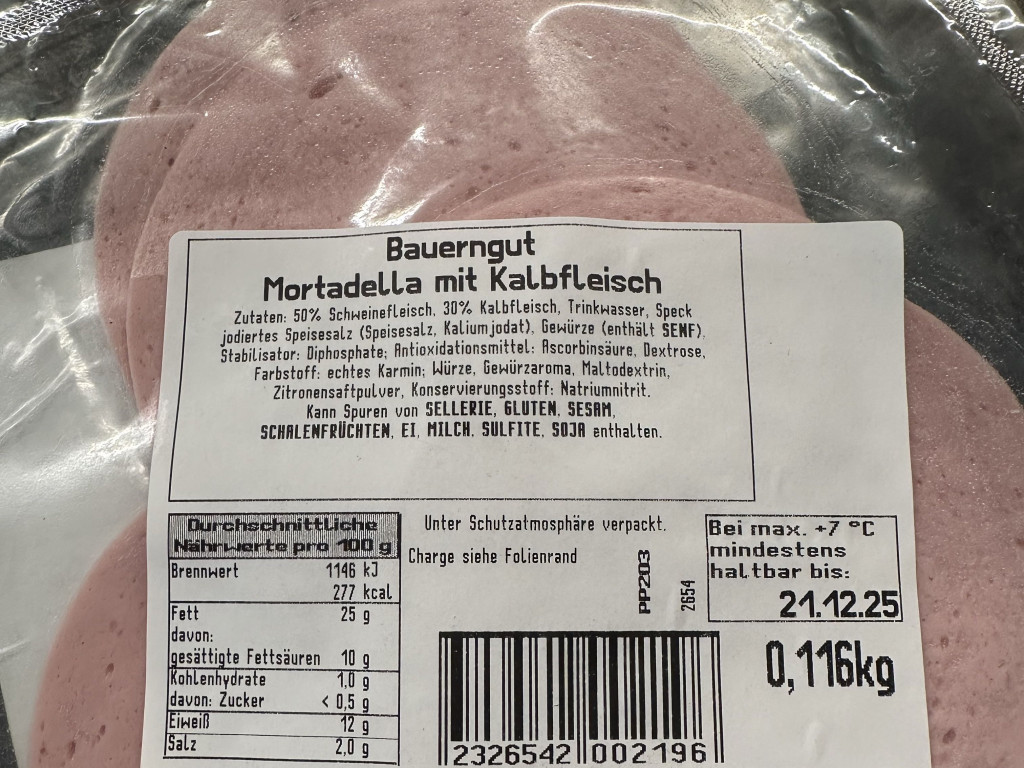 Bauerngut
Mortadella mit Kalbfleisch
Zutaten: 50% Schweinefleisch, 30% Kalbfleisch, Trinkwasser, Speck
jodiertes Speisesalz (Speisesalz, Kaliumjodat), Gewürze (enthält SENF),
Stabilisator: Diphosphate; Antioxidationsmittel: Ascorbinsäure, Dextrose,
Farbstoff: echtes Karmin; Würze, Gewürzaroma, Maltodextrin,
Zitronensaftpulver, Konservierungsstoff: Natriumnitrit.
Kann Spuren von SELLERIE, GLUTEN, SESAM,
SCHALENFRÜCHTEN, EI, MILCH, SULFITE, SOJA enthalten.
Durchschnittliche
Nährwerte pro 100 g
Brennwert 1146 kJ
277 kcal
Fett 25 g
davon:
gesättigte Fettsäuren 10 g
Kohlenhydrate 1,0 g
davon: Zucker < 0,5 g
Eiweiß 12 g
Salz 2,0 g
Unter Schutzatmosphäre verpackt.
Charge siehe Folienrand
PP203
2654
Bei max. +7 °C
mindestens
haltbar bis:
21.12.25
0,116kg
2326542 002196